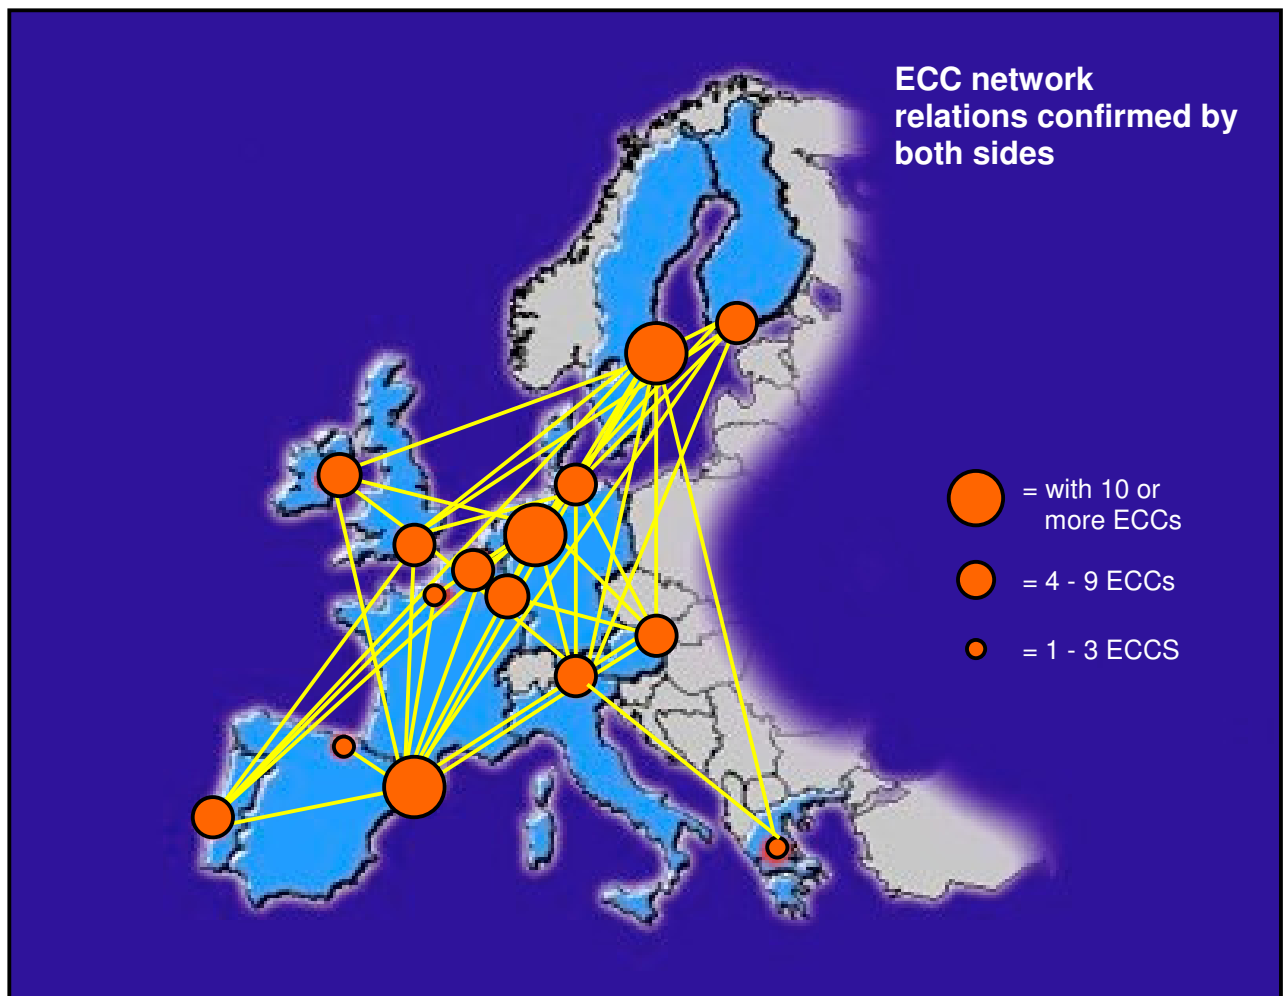 ECC network
relations confirmed by
both sides
= with 10 or
more ECCs
= 4 - 9 ECCs
= 1 - 3 ECCS